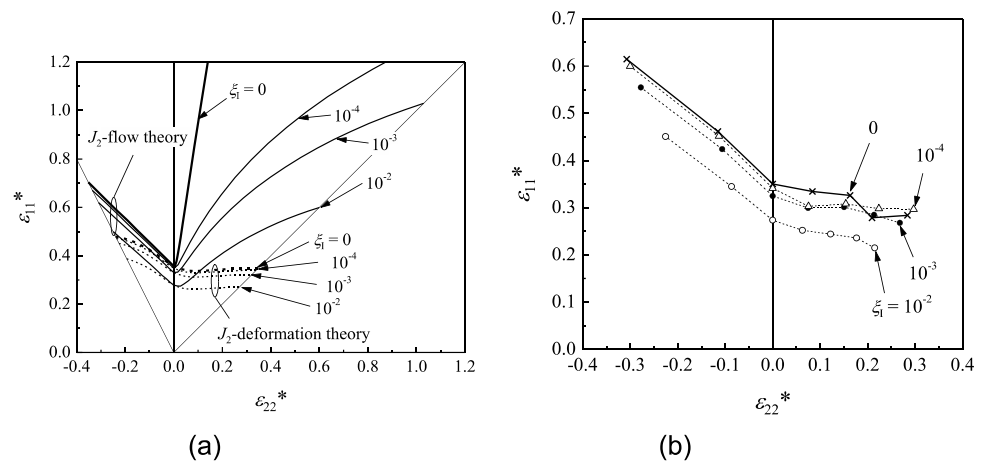 1.2
1.0
0.8
0.6
0.4
0.2
0.0
-0.4 -0.2 0.0 0.2 0.4 0.6 0.8 1.0 1.2
ε₁₁*
ε₂₂*
J₂-flow theory
ξ_I = 0
10⁻⁴
10⁻³
10⁻²
ξ_I = 0
10⁻⁴
10⁻³
10⁻²
J₂-deformation theory
(a)
0.7
0.6
0.5
0.4
0.3
0.2
0.1
0.0
-0.4 -0.3 -0.2 -0.1 0.0 0.1 0.2 0.3 0.4
ε₁₁*
ε₂₂*
0
10⁻⁴
10⁻³
ξ_I = 10⁻²
(b)